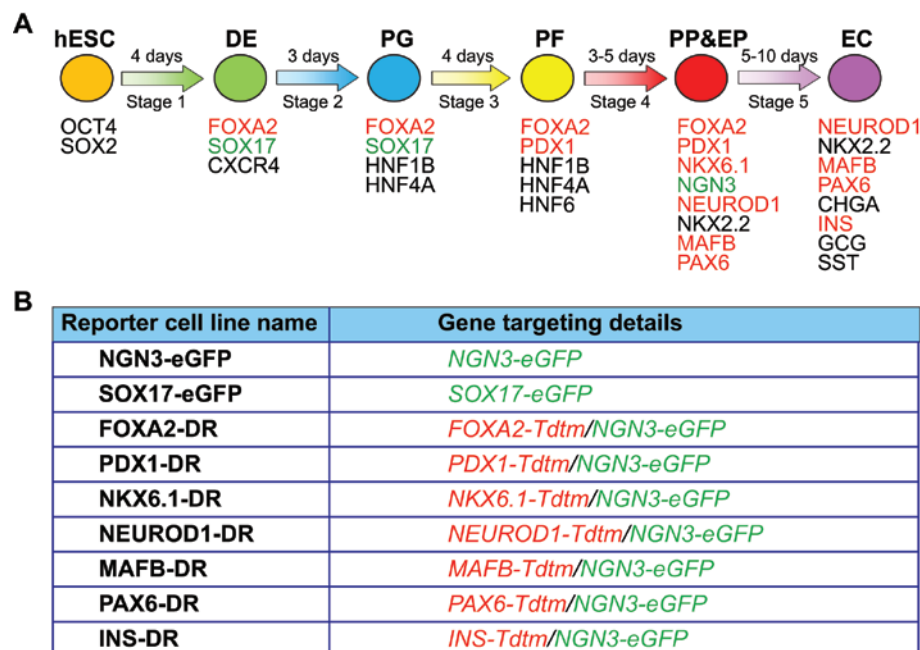 A
hESC DE PG PF PP&EP EC
4 days 3 days 4 days 3-5 days 5-10 days
Stage 1 Stage 2 Stage 3 Stage 4 Stage 5
OCT4
SOX2
FOXA2
SOX17
CXCR4
FOXA2
SOX17
HNF1B
HNF4A
FOXA2
PDX1
HNF1B
HNF4A
HNF6
FOXA2
PDX1
NKX6.1
NGN3
NEUROD1
NKX2.2
MAFB
PAX6
NEUROD1
NKX2.2
MAFB
PAX6
CHGA
INS
GCG
SST
B
Reporter cell line name Gene targeting details
NGN3-eGFP NGN3-eGFP
SOX17-eGFP SOX17-eGFP
FOXA2-DR FOXA2-Tdtm/NGN3-eGFP
PDX1-DR PDX1-Tdtm/NGN3-eGFP
NKX6.1-DR NKX6.1-Tdtm/NGN3-eGFP
NEUROD1-DR NEUROD1-Tdtm/NGN3-eGFP
MAFB-DR MAFB-Tdtm/NGN3-eGFP
PAX6-DR PAX6-Tdtm/NGN3-eGFP
INS-DR INS-Tdtm/NGN3-eGFP